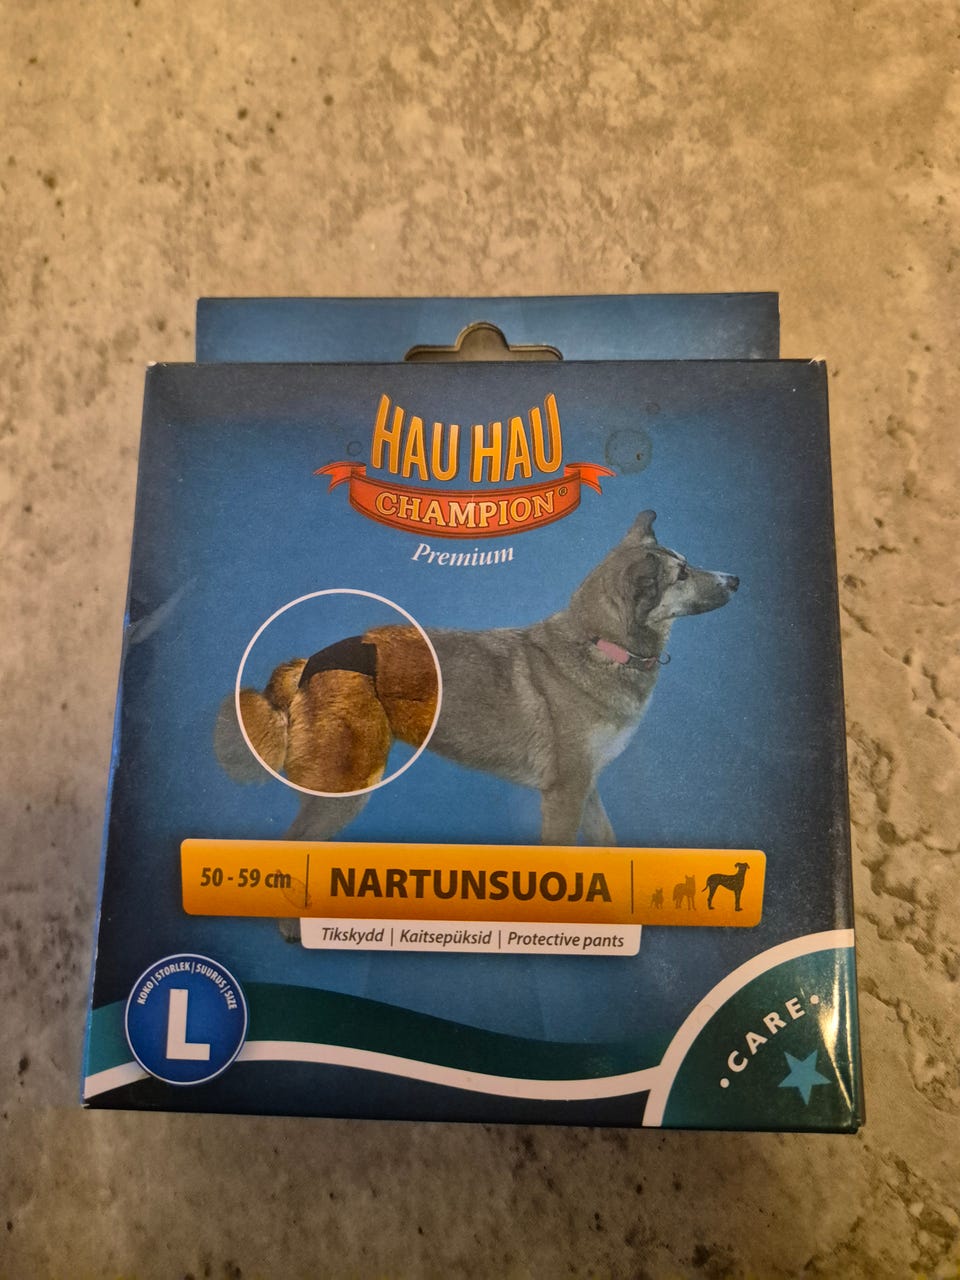 HAU HAU
CHAMPION®
Premium
50 - 59 cm | NARTUNSUOJA
Tikskydd | Kaitsepüksid | Protective pants
KOKO | STORLEK | SUURUS | SIZE
L
• CARE •